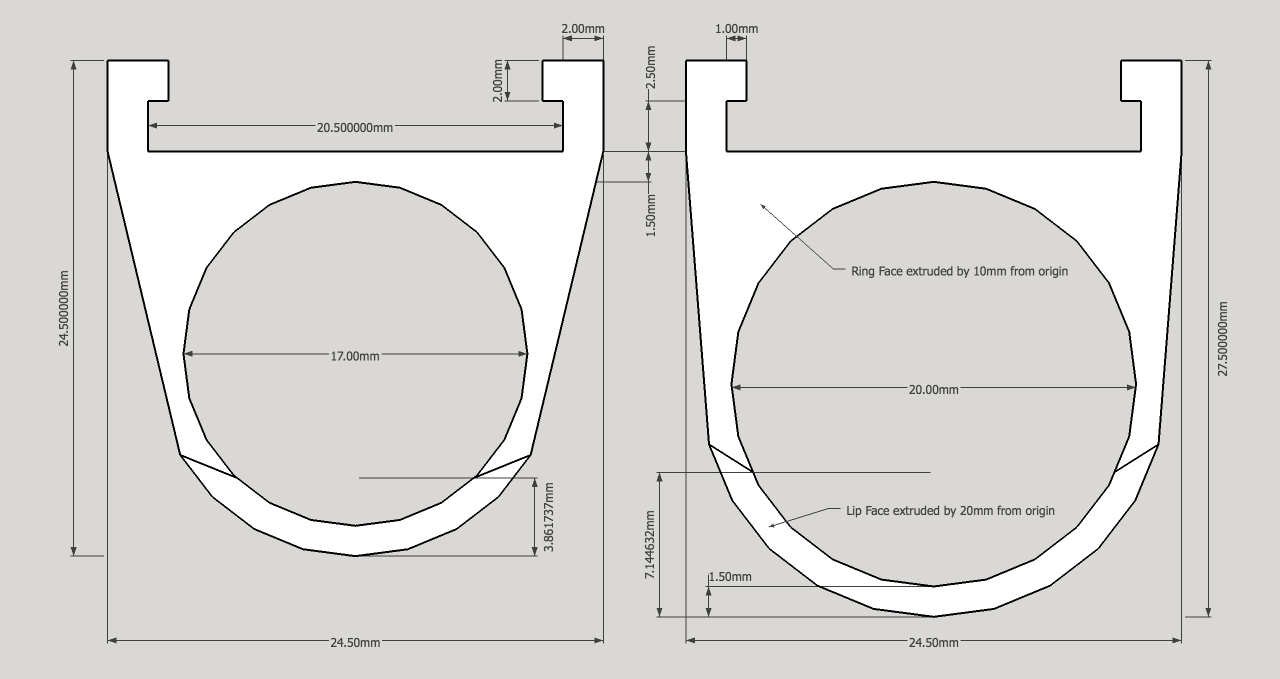 2.00mm
1.00mm
2.00mm
2.50mm
20.500000mm
1.50mm
Ring Face extruded by 10mm from origin
24.500000mm
27.500000mm
17.00mm
20.00mm
3.861737mm
Lip Face extruded by 20mm from origin
7.144632mm
1.50mm
24.50mm
24.50mm